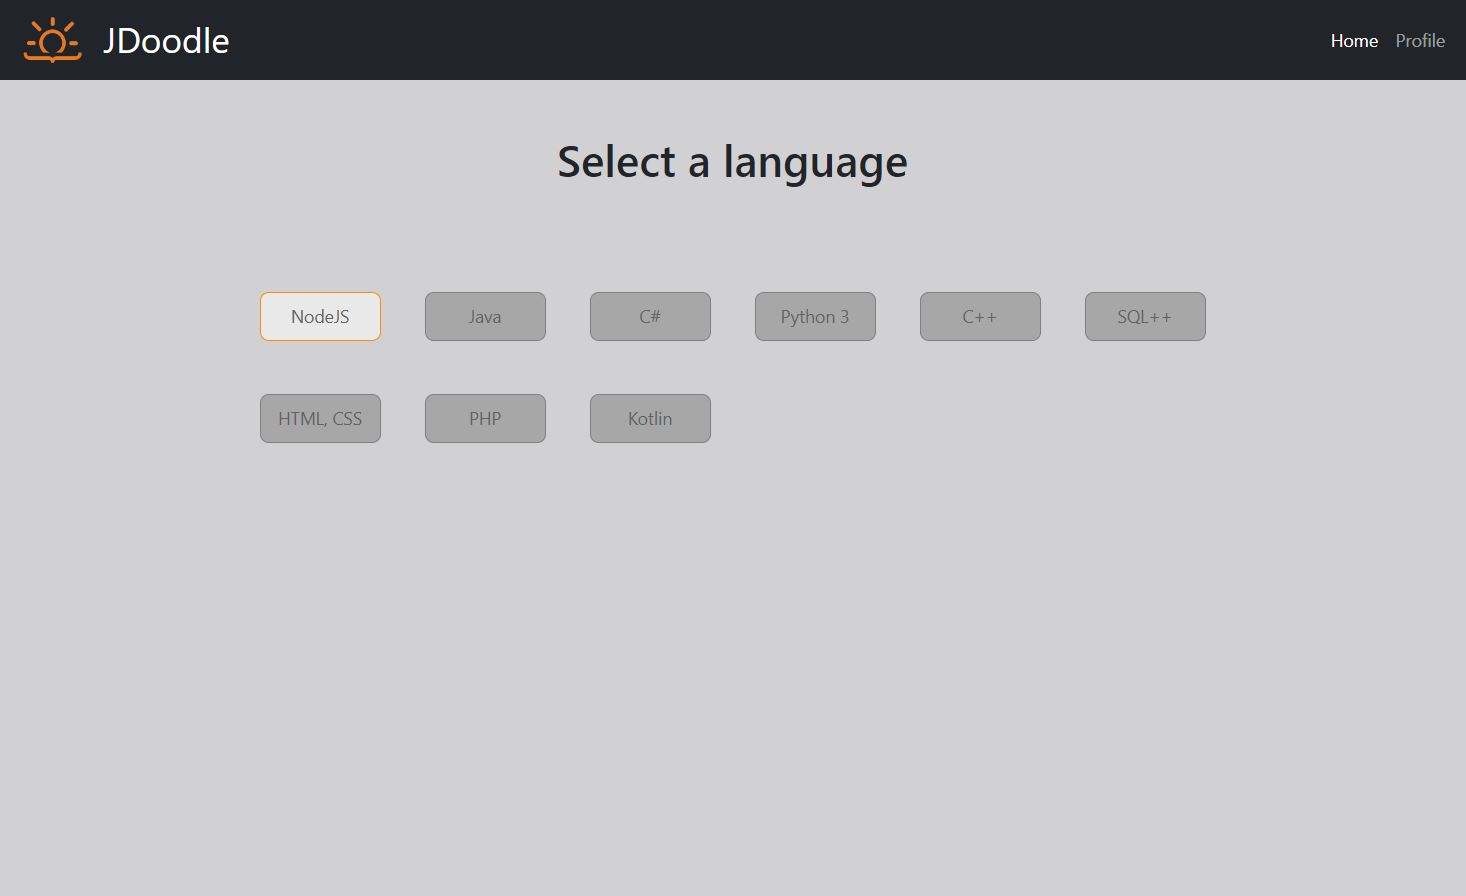 JDoodle
Home Profile
Select a language
NodeJS Java C# Python 3 C++ SQL++
HTML, CSS PHP Kotlin